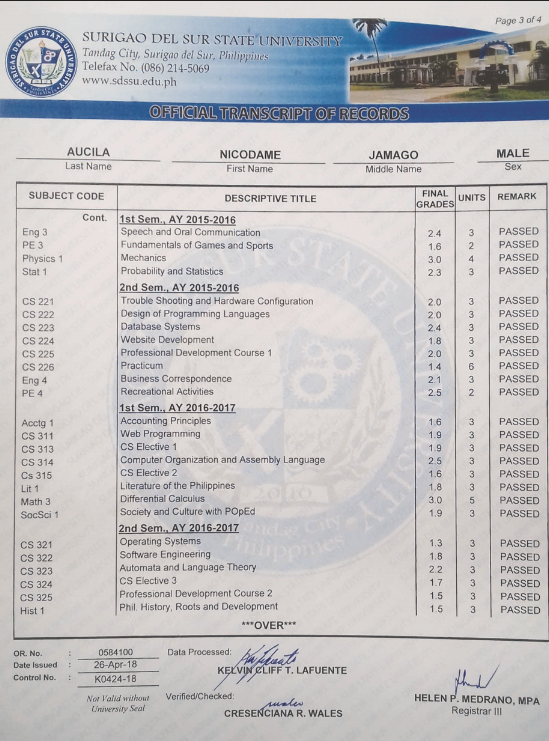 Page 3 of 4
SURIGAO DEL SUR STATE UNIVERSITY
Tandag City, Surigao del Sur, Philippines
Telefax No. (086) 214-5069
www.sdssu.edu.ph
OFFICIAL TRANSCRIPT OF RECORDS
AUCILA NICODAME JAMAGO MALE
Last Name First Name Middle Name Sex
SUBJECT CODE DESCRIPTIVE TITLE FINAL GRADES UNITS REMARK
Cont. 1st Sem., AY 2015-2016
Eng 3 Speech and Oral Communication 2.4 3 PASSED
PE 3 Fundamentals of Games and Sports 1.6 2 PASSED
Physics 1 Mechanics 3.0 4 PASSED
Stat 1 Probability and Statistics 2.3 3 PASSED
2nd Sem., AY 2015-2016
CS 221 Trouble Shooting and Hardware Configuration 2.0 3 PASSED
CS 222 Design of Programming Languages 2.0 3 PASSED
CS 223 Database Systems 2.4 3 PASSED
CS 224 Website Development 1.8 3 PASSED
CS 225 Professional Development Course 1 2.0 3 PASSED
CS 226 Practicum 1.4 6 PASSED
Eng 4 Business Correspondence 2.1 3 PASSED
PE 4 Recreational Activities 2.5 2 PASSED
1st Sem., AY 2016-2017
Acctg 1 Accounting Principles 1.6 3 PASSED
CS 311 Web Programming 1.9 3 PASSED
CS 313 CS Elective 1 1.9 3 PASSED
CS 314 Computer Organization and Assembly Language 2.5 3 PASSED
Cs 315 CS Elective 2 1.6 3 PASSED
Lit 1 Literature of the Philippines 1.8 3 PASSED
Math 3 Differential Calculus 3.0 5 PASSED
SocSci 1 Society and Culture with POpEd 1.9 3 PASSED
2nd Sem., AY 2016-2017
CS 321 Operating Systems 1.3 3 PASSED
CS 322 Software Engineering 1.8 3 PASSED
CS 323 Automata and Language Theory 2.2 3 PASSED
CS 324 CS Elective 3 1.7 3 PASSED
CS 325 Professional Development Course 2 1.5 3 PASSED
Hist 1 Phil. History, Roots and Development 1.5 3 PASSED
***OVER***
OR. No. : 0584100 Data Processed:
Date Issued : 26-Apr-18 KELVIN CLIFF T. LAFUENTE
Control No. : K0424-18
Not Valid without Verified/Checked:
University Seal
CRESENCIANA R. WALES
HELEN P. MEDRANO, MPA
Registrar III